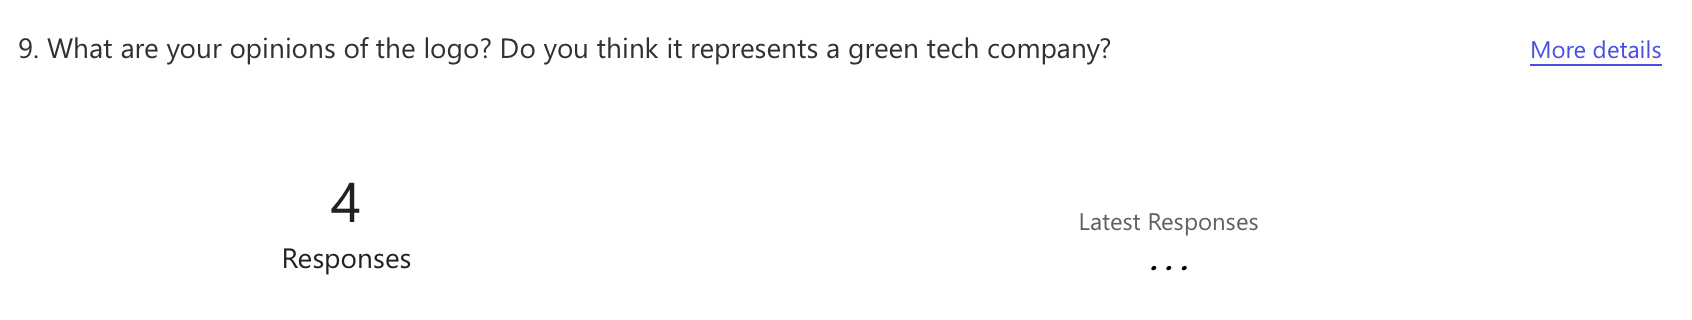 9. What are your opinions of the logo? Do you think it represents a green tech company?
More details
4
Responses
Latest Responses
...